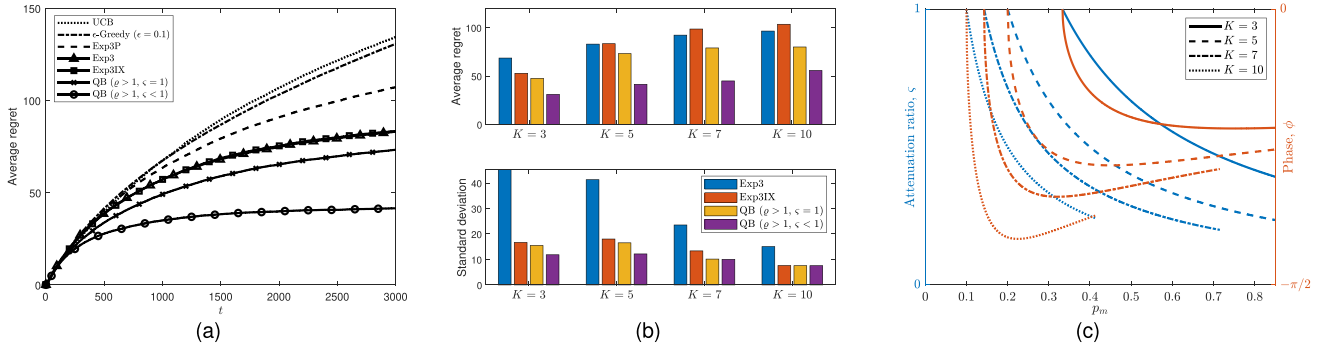 150
100
50
0
Average regret
UCB
ϵ-Greedy (ϵ = 0.1)
Exp3P
Exp3
Exp3IX
QB (ϱ > 1, ς = 1)
QB (ϱ > 1, ς < 1)
0 500 1000 1500 2000 2500 3000
t
(a)
100
50
0
Average regret
K = 3 K = 5 K = 7 K = 10
40
30
20
10
0
Standard deviation
Exp3
Exp3IX
QB (ϱ > 1, ς = 1)
QB (ϱ > 1, ς < 1)
K = 3 K = 5 K = 7 K = 10
(b)
1
0
Attenuation ratio, ς
K = 3
K = 5
K = 7
K = 10
0
−π/2
Phase, ϕ
0 0.1 0.2 0.3 0.4 0.5 0.6 0.7 0.8
pₘ
(c)